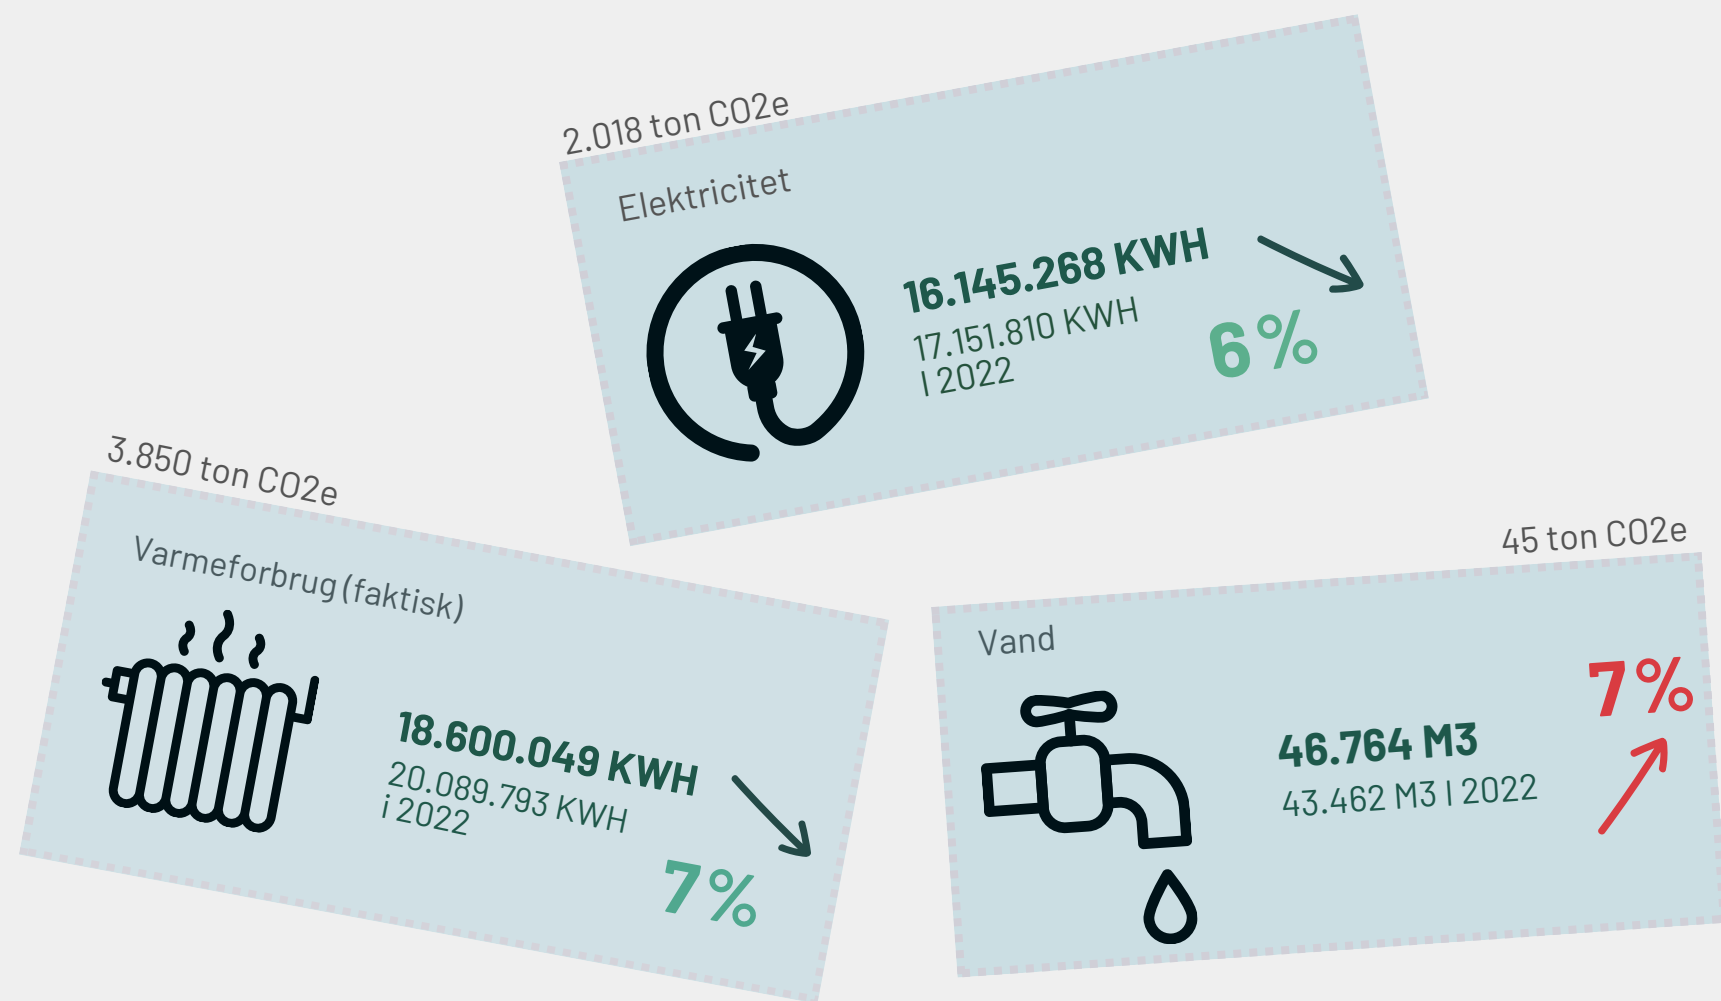 2.018 ton CO2e
Elektricitet
16.145.268 KWH
17.151.810 KWH
I 2022
6%
3.850 ton CO2e
Varmeforbrug (faktisk)
18.600.049 KWH
20.089.793 KWH
i 2022
7%
45 ton CO2e
Vand
7%
46.764 M3
43.462 M3 I 2022